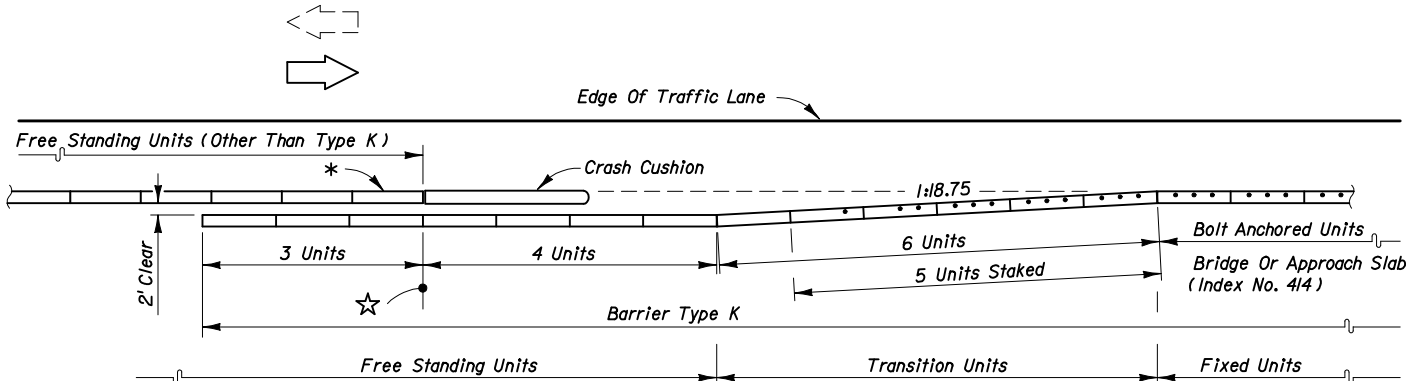 Edge Of Traffic Lane
Free Standing Units (Other Than Type K)
*
Crash Cushion
1:18.75
2' Clear
3 Units
4 Units
6 Units
5 Units Staked
Bolt Anchored Units
Bridge Or Approach Slab
(Index No. 414)
Barrier Type K
Free Standing Units
Transition Units
Fixed Units